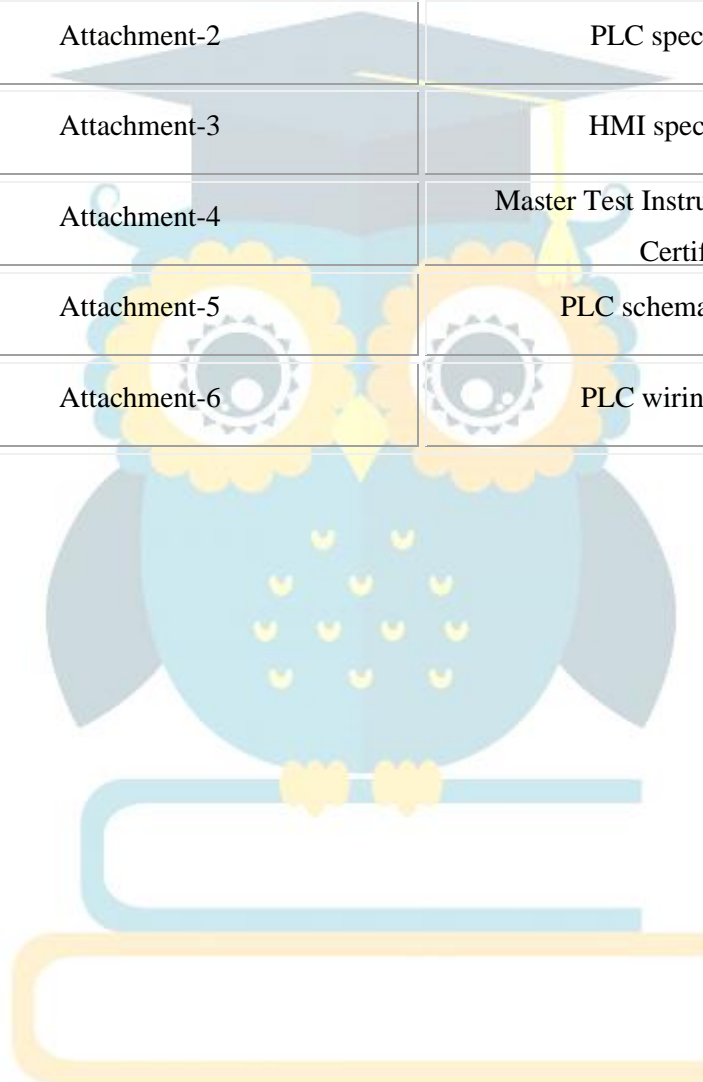 Attachment-2 PLC spec
Attachment-3 HMI spec
Attachment-4 Master Test Instru
Certif
Attachment-5 PLC schema
Attachment-6 PLC wirin